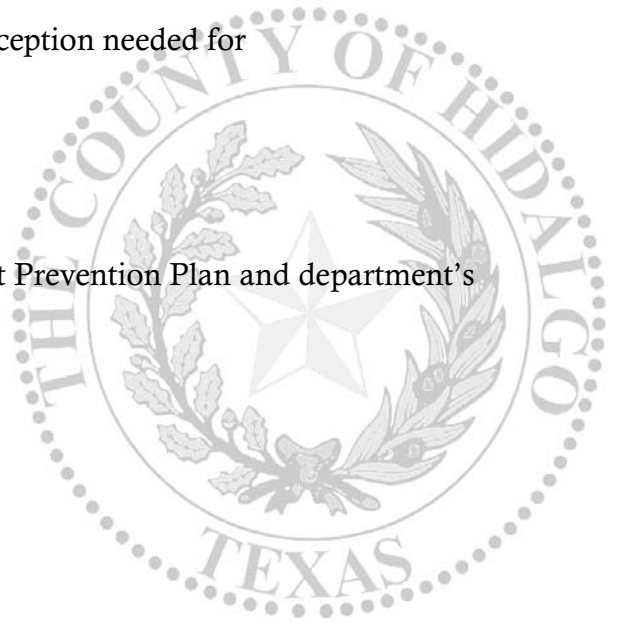 ception needed for
t Prevention Plan and department's
THE COUNTY OF HIDALGO
TEXAS